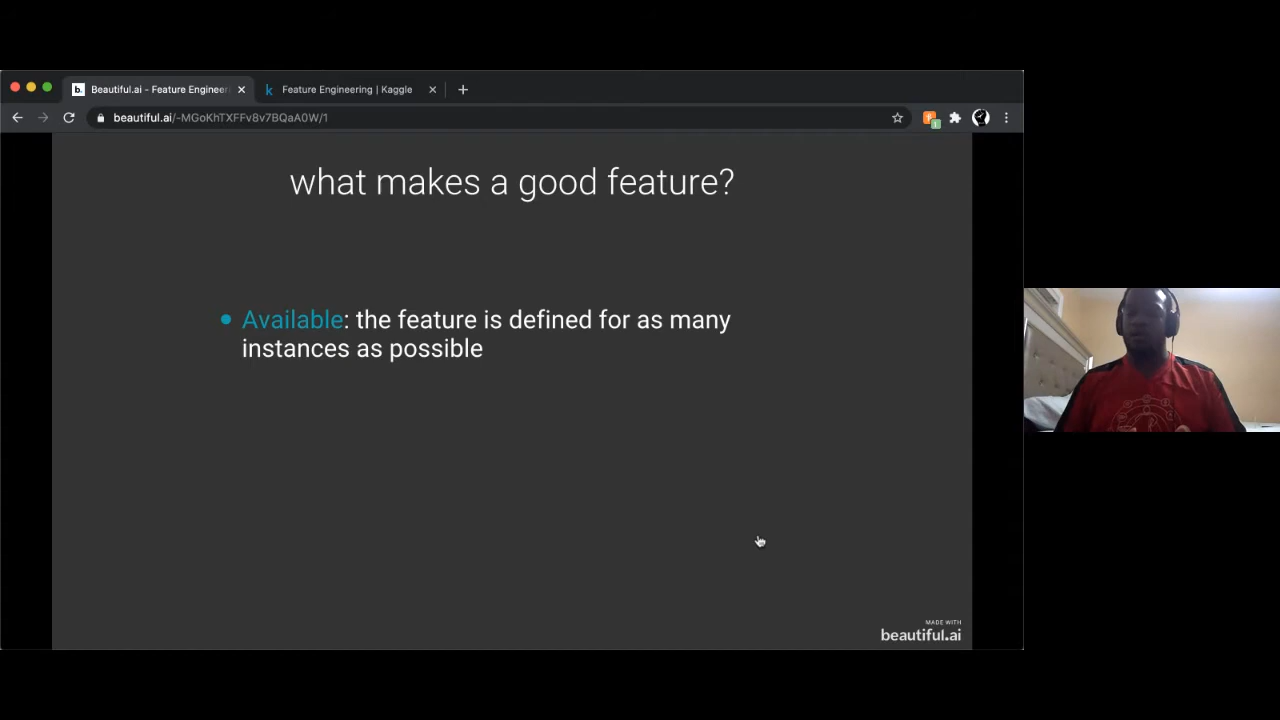 b. Beautiful.ai - Feature Engineer
Feature Engineering | Kaggle
beautiful.ai/-MGoKhTXFFv8v7BQaA0W/1
1
what makes a good feature?
Available: the feature is defined for as many
instances as possible
MADE WITH
beautiful.ai